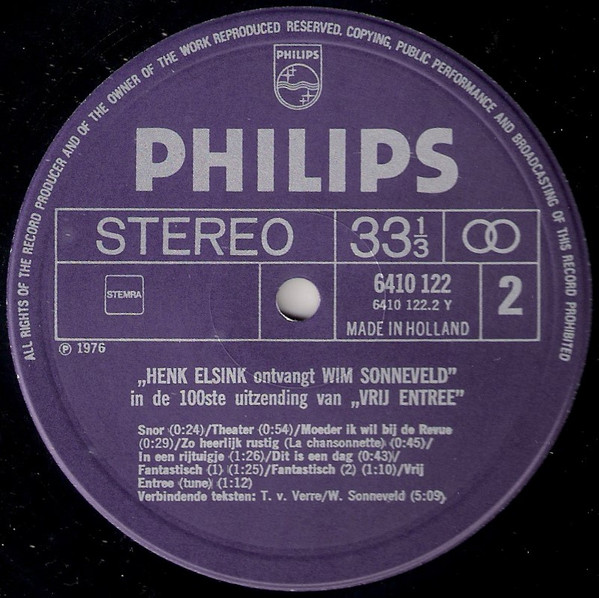 ALL RIGHTS OF THE RECORD PRODUCER AND OF THE OWNER OF THE WORK REPRODUCED RESERVED. COPYING, PUBLIC PERFORMANCE AND BROADCASTING OF THIS RECORD PROHIBITED
PHILIPS
PHILIPS
STEREO 33 1/3
STEMRA
6410 122
6410 122.2 Y
MADE IN HOLLAND
2
℗ 1976
„HENK ELSINK ontvangt WIM SONNEVELD”
in de 100ste uitzending van „VRIJ ENTREE”
Snor (0:24)/Theater (0:54)/Moeder ik wil bij de Revue
(0:29)/Zo heerlijk rustig (La chansonnette) (0:45)/
In een rijtuigje (1:26)/Dit is een dag (0:43)/
Fantastisch (1) (1:25)/Fantastisch (2) (1:10)/Vrij
Entree (tune) (1:12)
Verbindende teksten: T. v. Verre/W. Sonneveld (5:09)